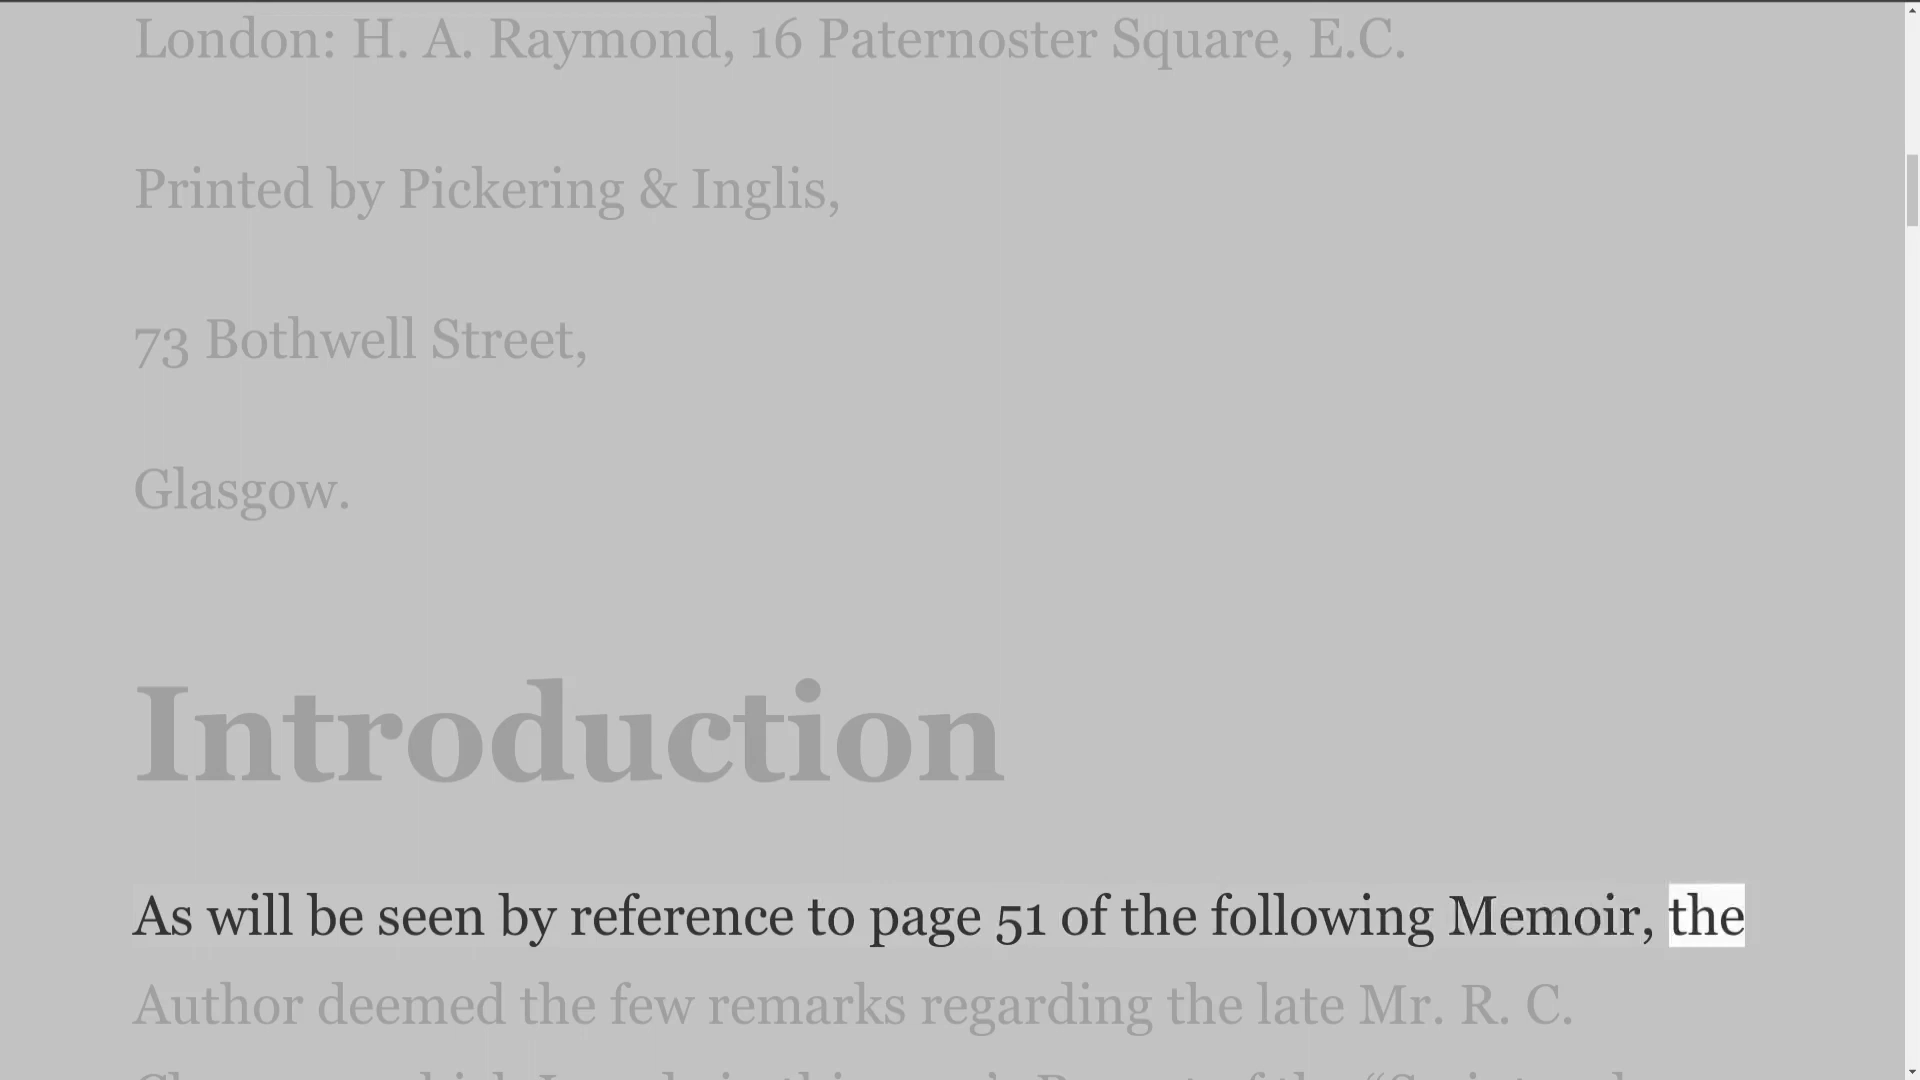 London: H. A. Raymond, 16 Paternoster Square, E.C.
Printed by Pickering & Inglis,
73 Bothwell Street,
Glasgow.
Introduction
As will be seen by reference to page 51 of the following Memoir, the
Author deemed the few remarks regarding the late Mr. R. C.